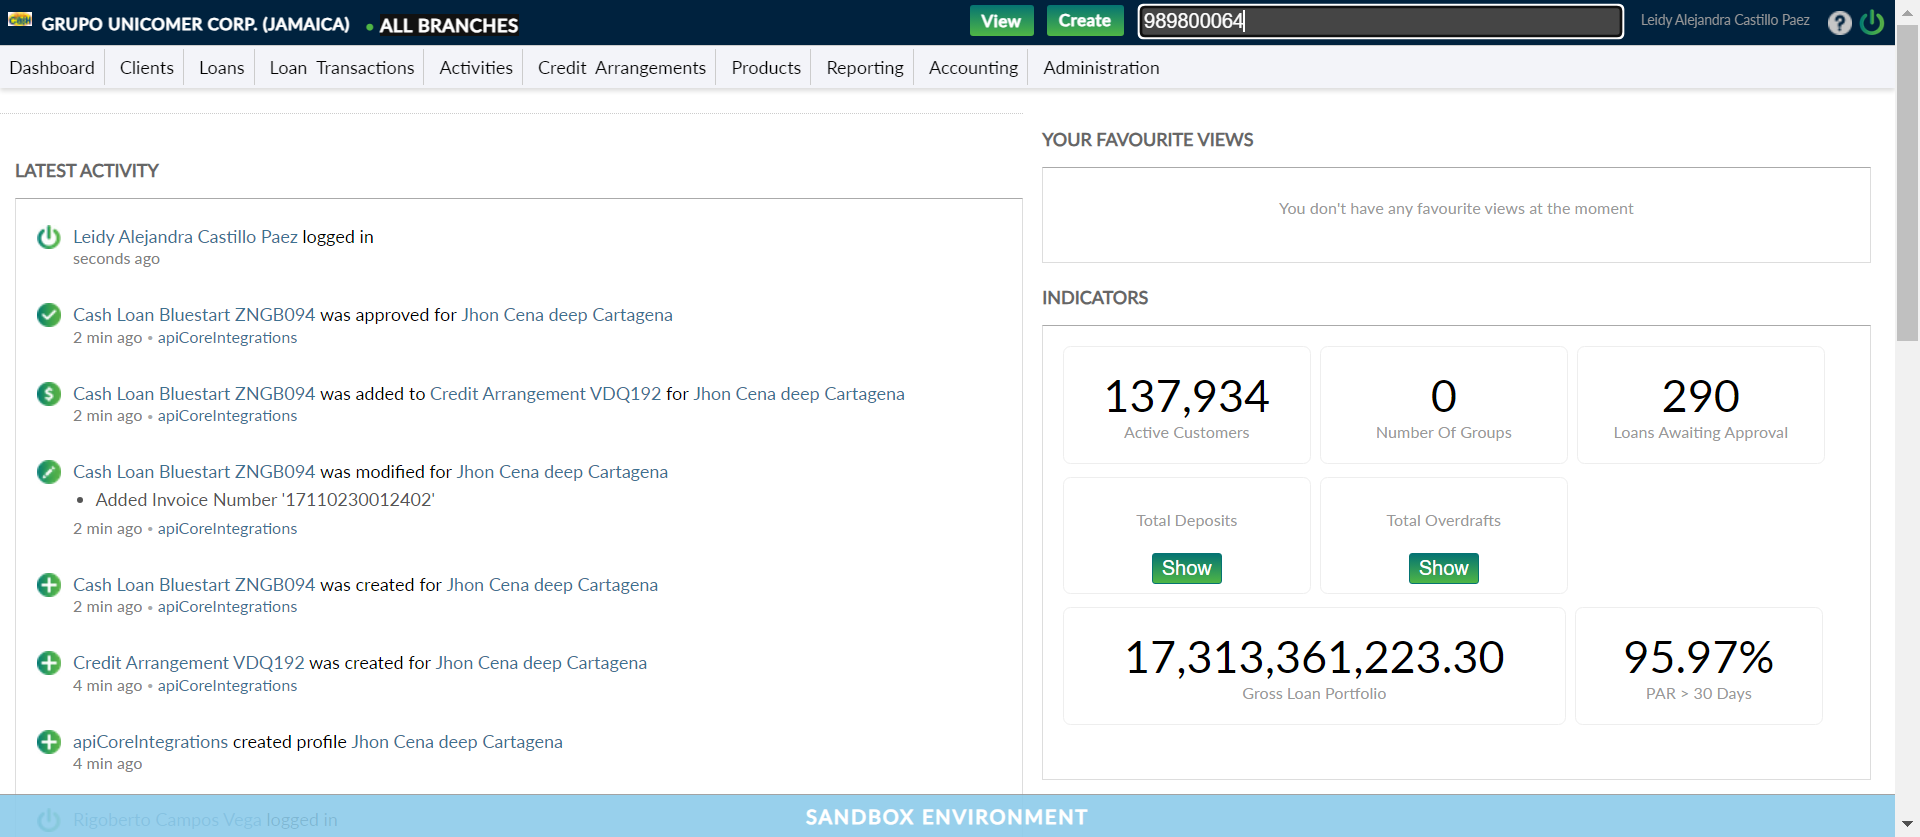 GRUPO UNICOMER CORP. (JAMAICA) • ALL BRANCHES
View Create 989800064 Leidy Alejandra Castillo Paez ?
Dashboard Clients Loans Loan Transactions Activities Credit Arrangements Products Reporting Accounting Administration
LATEST ACTIVITY
Leidy Alejandra Castillo Paez logged in
seconds ago
Cash Loan Bluestart ZNGB094 was approved for Jhon Cena deep Cartagena
2 min ago • apiCoreIntegrations
Cash Loan Bluestart ZNGB094 was added to Credit Arrangement VDQ192 for Jhon Cena deep Cartagena
2 min ago • apiCoreIntegrations
Cash Loan Bluestart ZNGB094 was modified for Jhon Cena deep Cartagena
• Added Invoice Number '17110230012402'
2 min ago • apiCoreIntegrations
Cash Loan Bluestart ZNGB094 was created for Jhon Cena deep Cartagena
2 min ago • apiCoreIntegrations
Credit Arrangement VDQ192 was created for Jhon Cena deep Cartagena
4 min ago • apiCoreIntegrations
apiCoreIntegrations created profile Jhon Cena deep Cartagena
4 min ago
Rigoberto Campos Vega logged in
YOUR FAVOURITE VIEWS
You don't have any favourite views at the moment
INDICATORS
137,934
Active Customers
0
Number Of Groups
290
Loans Awaiting Approval
Total Deposits
Show
Total Overdrafts
Show
17,313,361,223.30
Gross Loan Portfolio
95.97%
PAR > 30 Days
SANDBOX ENVIRONMENT